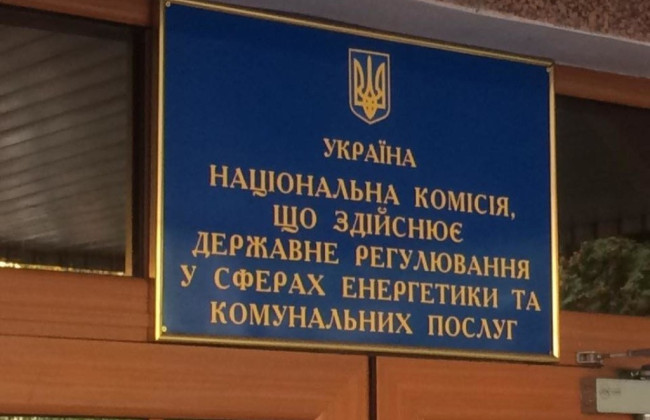 УКРАЇНА
НАЦІОНАЛЬНА КОМІСІЯ,
ЩО ЗДІЙСНЮЄ
ДЕРЖАВНЕ РЕГУЛЮВАННЯ
У СФЕРАХ ЕНЕРГЕТИКИ ТА
КОМУНАЛЬНИХ ПОСЛУГ